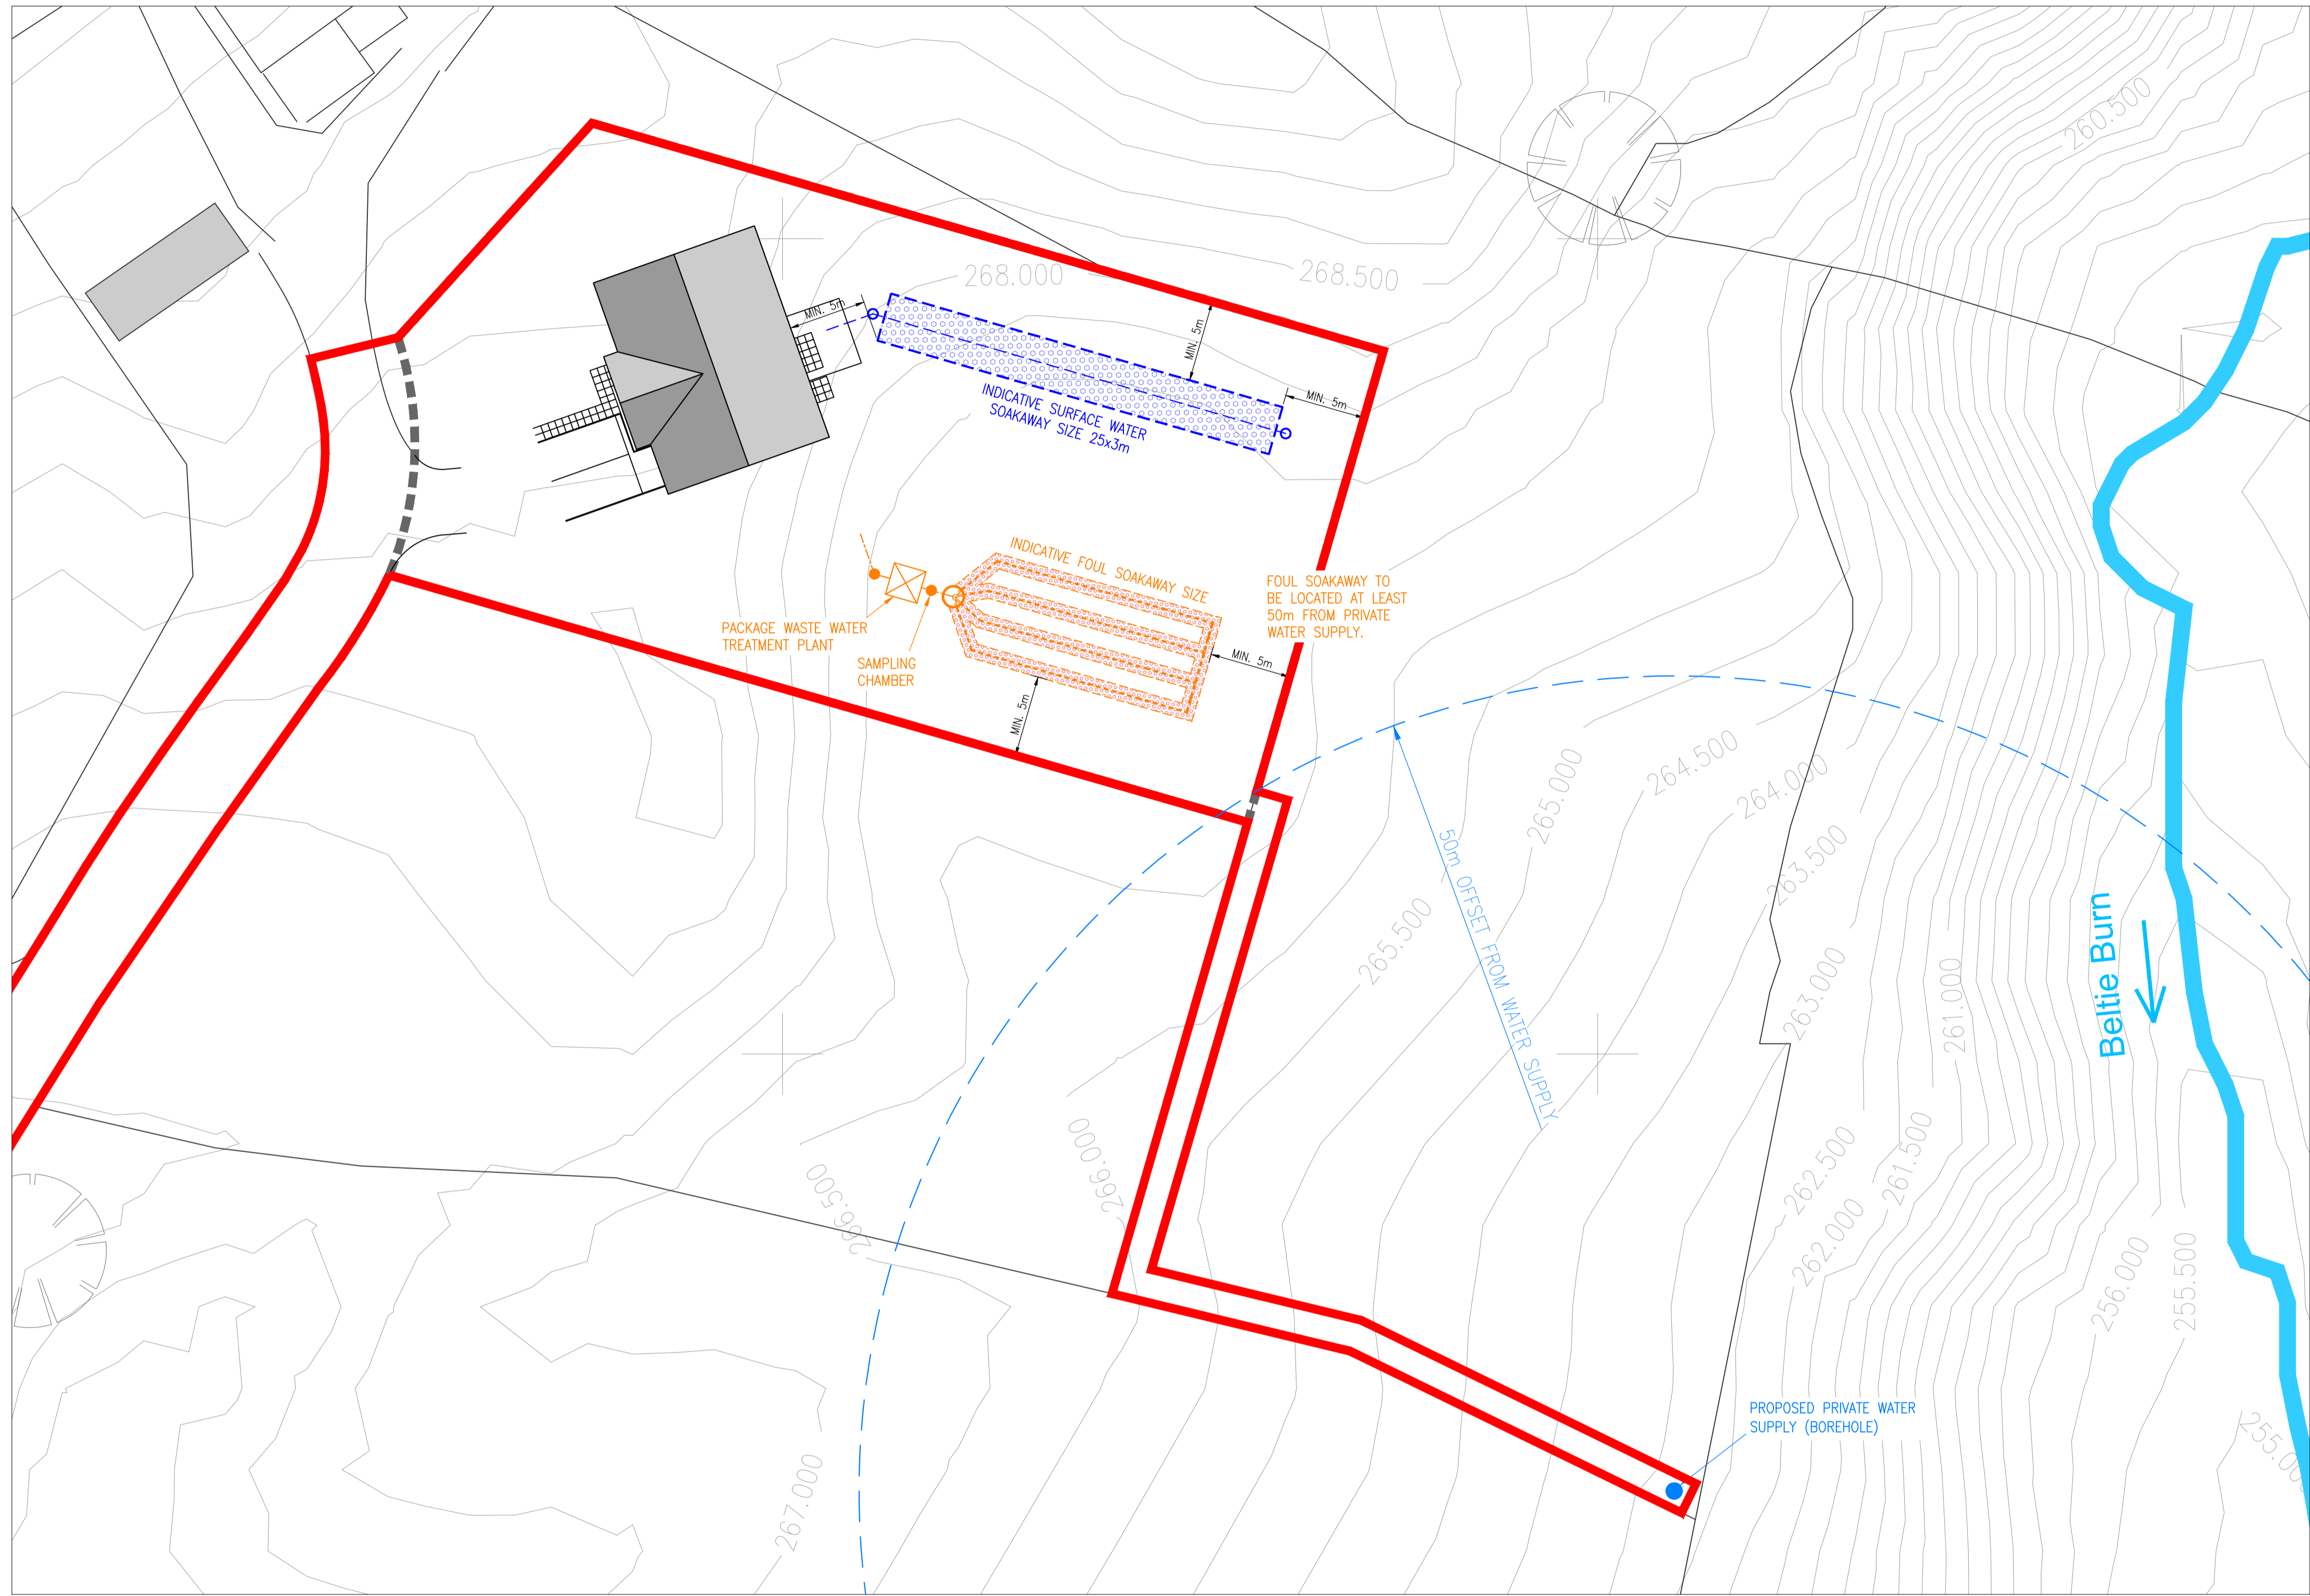 260.500
268.000
268.500
MIN. 5m
MIN. 5m
MIN. 5m
INDICATIVE SURFACE WATER
SOAKAWAY SIZE 25x3m
INDICATIVE FOUL SOAKAWAY SIZE
FOUL SOAKAWAY TO
BE LOCATED AT LEAST
50m FROM PRIVATE
WATER SUPPLY.
PACKAGE WASTE WATER
TREATMENT PLANT
SAMPLING
CHAMBER
MIN. 5m
MIN. 5m
265.000
264.500
264.000
263.500
50m OFFSET FROM WATER SUPPLY
265.500
263.000
261.000
Beltie Burn
266.500
266.000
262.500
261.500
262.000
256.000
255.500
PROPOSED PRIVATE WATER
SUPPLY (BOREHOLE)
267.000